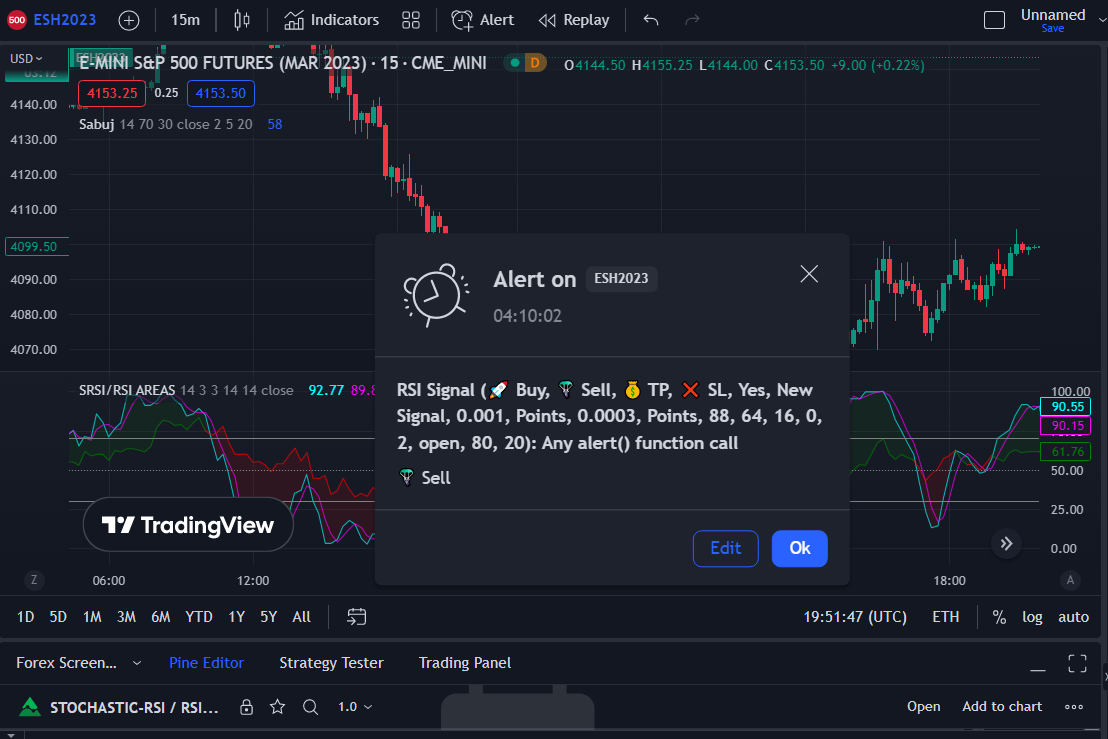 500 ESH2023 15m Indicators Alert Replay Unnamed
Save
USD E-MINI S&P 500 FUTURES (MAR 2023) · 15 · CME_MINI D O4144.50 H4155.25 L4144.00 C4153.50 +9.00 (+0.22%)
4153.25 0.25 4153.50
4140.00
Sabuj 14 70 30 close 2 5 20 58
4130.00
4120.00
4110.00
4099.50
4090.00
4080.00
4070.00
Alert on ESH2023
04:10:02
RSI Signal (🚀 Buy, 🪂 Sell, 💰 TP, ❌ SL, Yes, New
Signal, 0.001, Points, 0.0003, Points, 88, 64, 16, 0,
2, open, 80, 20): Any alert() function call
🪂 Sell
Edit Ok
SRSI/RSI AREAS 14 3 3 14 14 close 92.77 89.8
100.00
90.55
90.15
61.76
50.00
25.00
0.00
TradingView
Z 06:00 12:00 18:00 A
1D 5D 1M 3M 6M YTD 1Y 5Y All 19:51:47 (UTC) ETH % log auto
Forex Screen... Pine Editor Strategy Tester Trading Panel
STOCHASTIC-RSI / RSI... 1.0 Open Add to chart